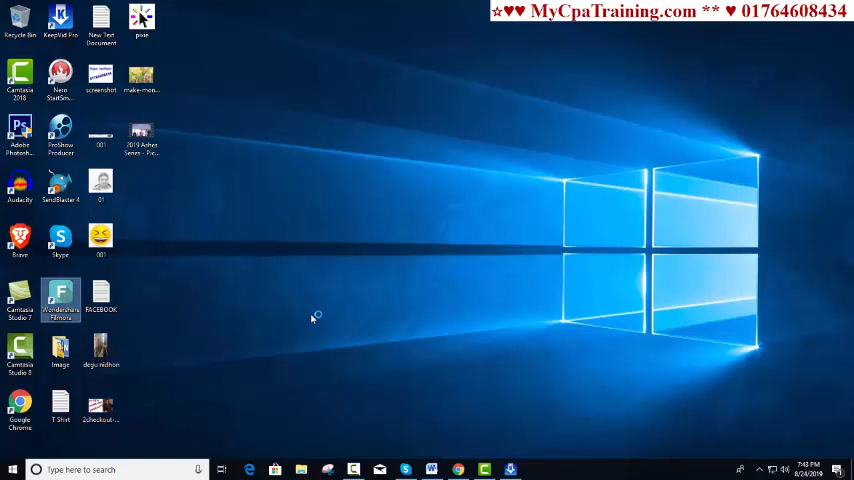 ☆♥♥ MyCpaTraining.com ** ♥ 01764608434
Recycle Bin
KeepVid Pro
New Text Document
pixie
Camtasia 2018
Nero StartSm...
screenshot
make-mon...
Adobe Photosh...
ProShow Producer
001
2019 Ashes Series - Pic...
Audacity
SendBlaster 4
01
Brave
Skype
001
Camtasia Studio 7
Wondershare Filmora
FACEBOOK
Camtasia Studio 8
Image
degu nidhon
Google Chrome
T Shirt
2checkout-...
Type here to search
7:43 PM
8/24/2019